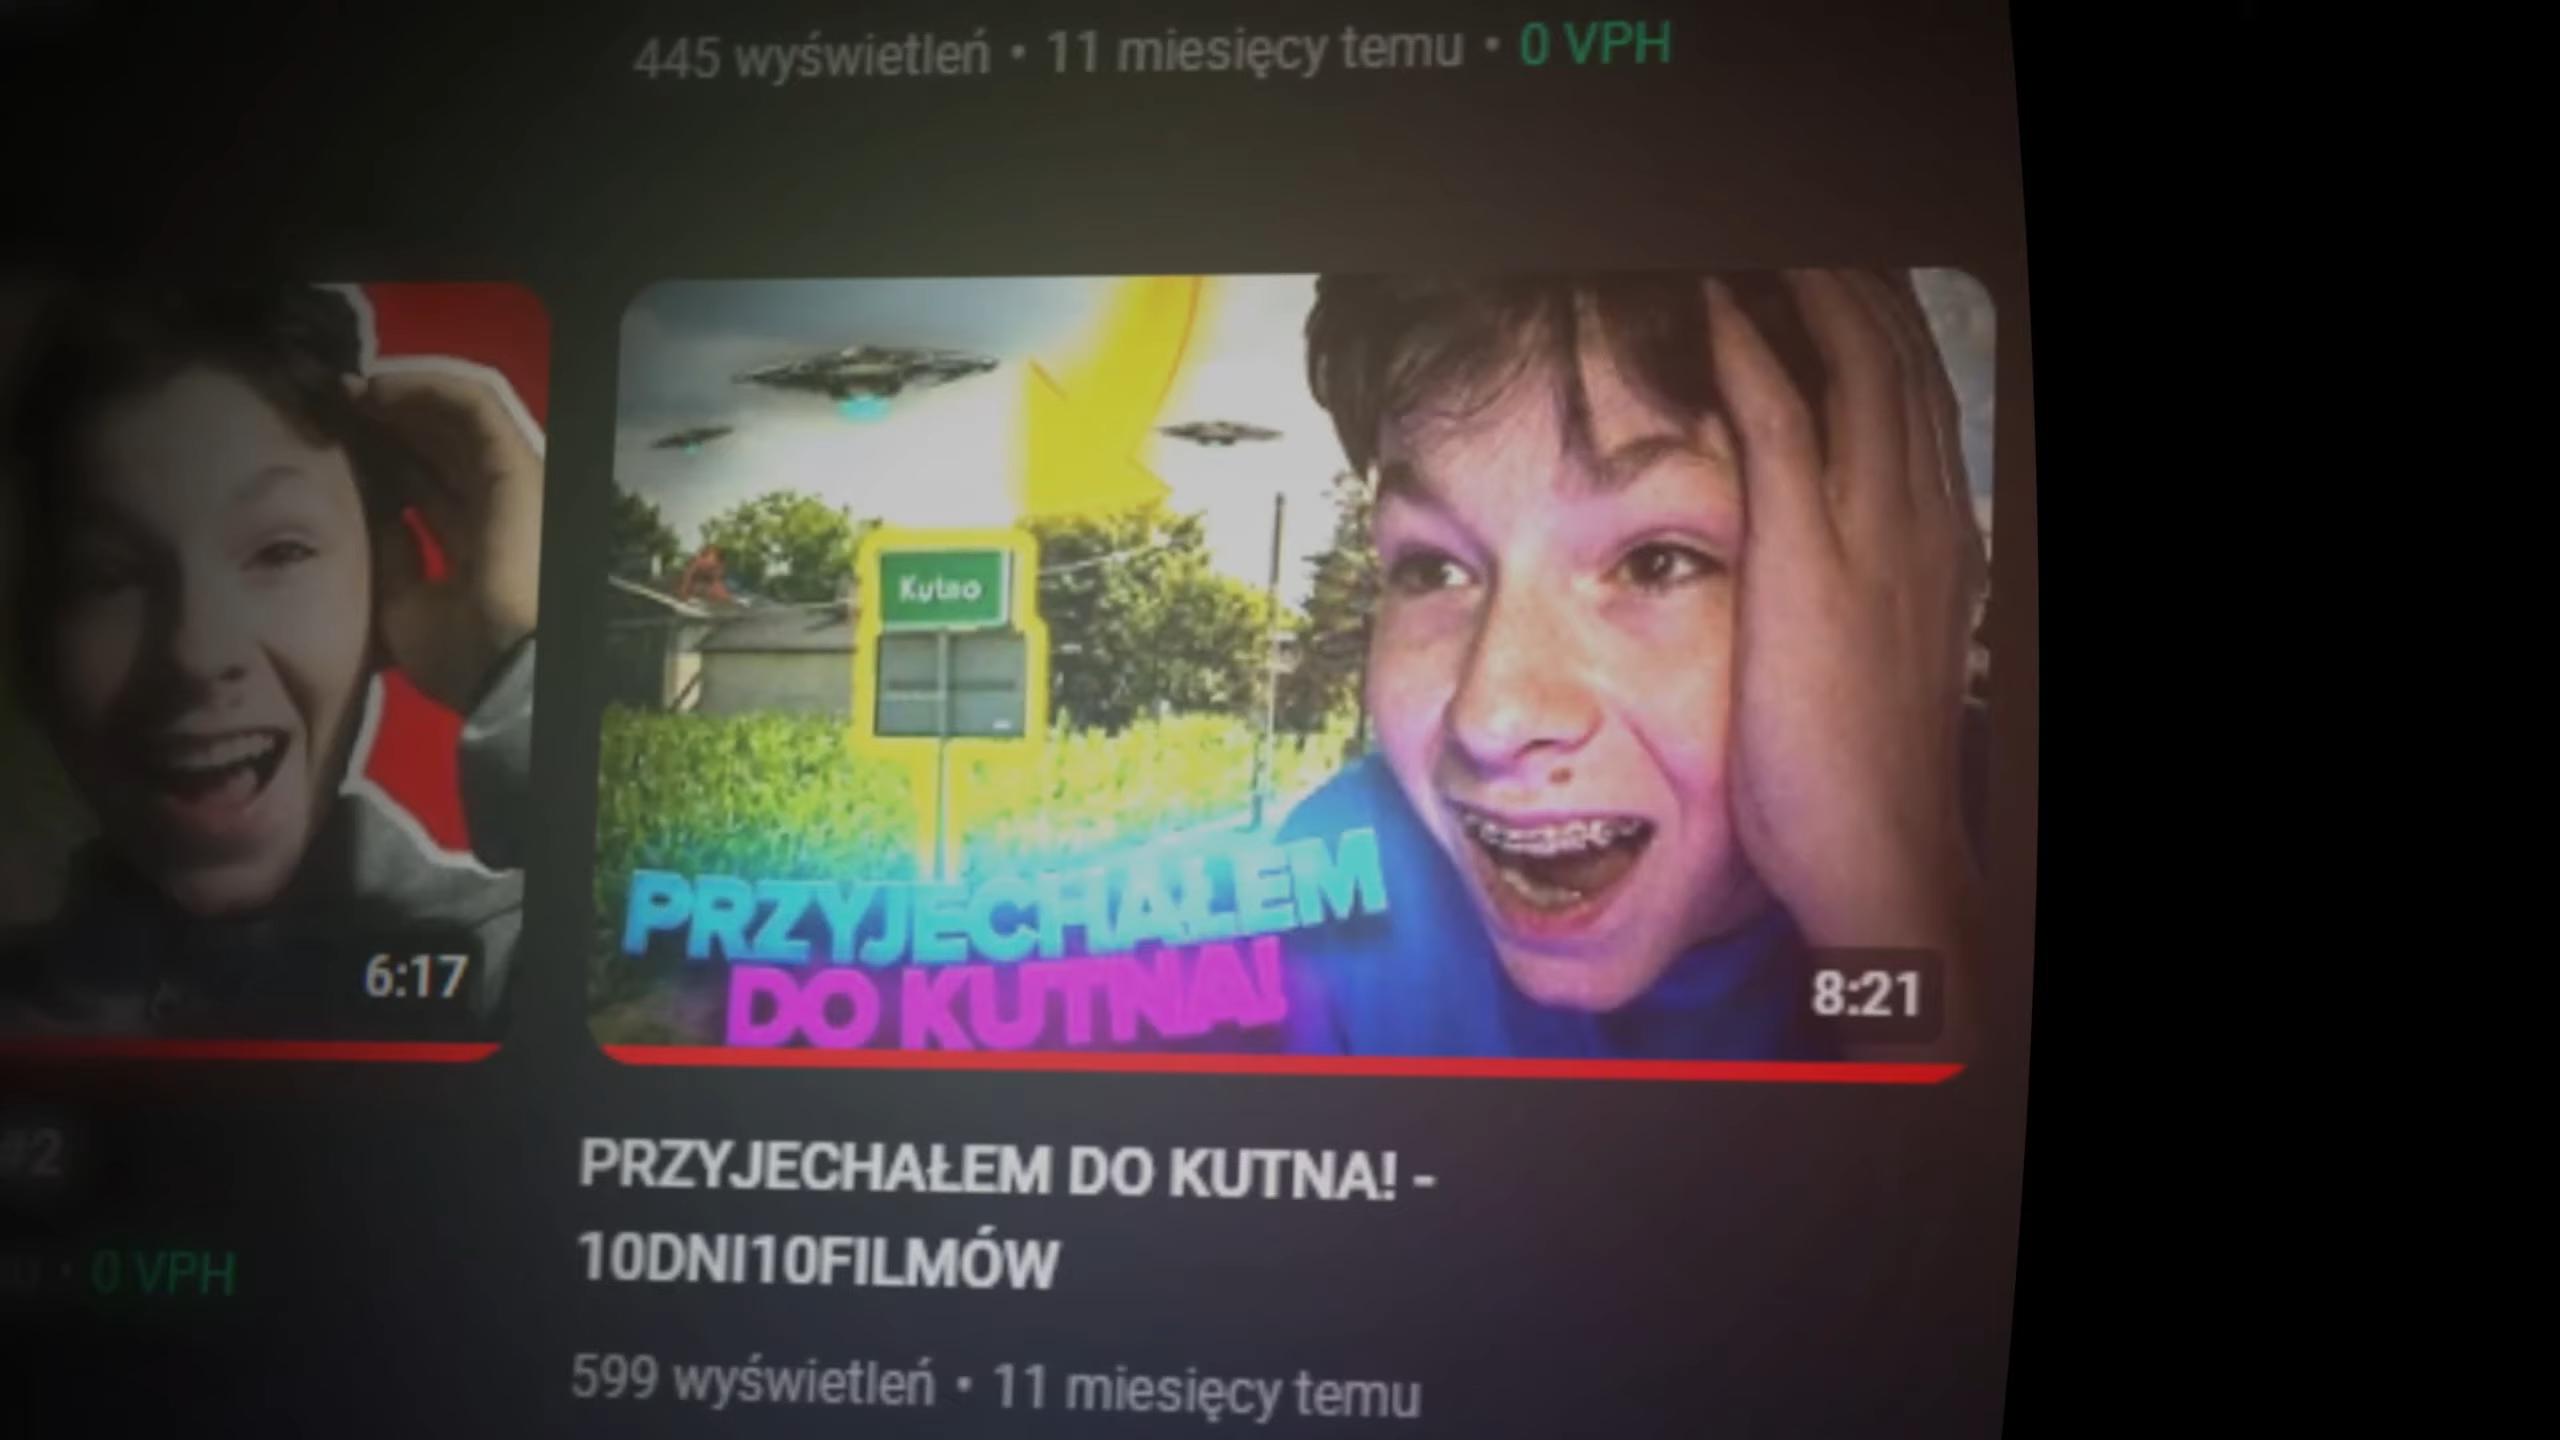 445 wyświetleń • 11 miesięcy temu • 0 VPH
Kutno
PRZYJECHAŁEM
DO KUTNA!
6:17
8:21
#2
0 VPH
PRZYJECHAŁEM DO KUTNA! -
10DNI10FILMÓW
599 wyświetleń • 11 miesięcy temu